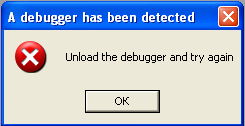 A debugger has been detected
Unload the debugger and try again
OK